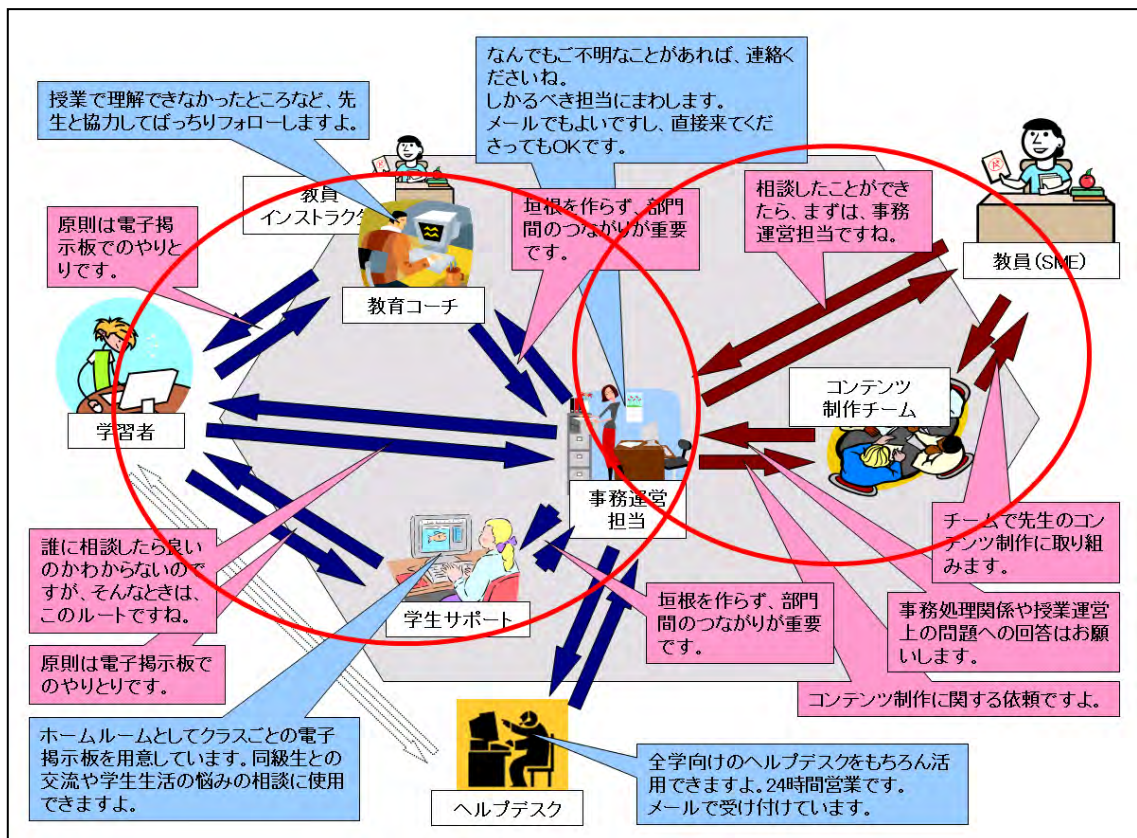 なんでもご不明なことがあれば、連絡く
ださいね。
しかるべき担当にまわします。
メールでもよいですし、直接来てくだ
さってもOKです。
授業で理解できなかったところなど、先
生と協力してばっちりフォローしますよ。
教員
インストラクタ
垣根を作らず、部門
間のつながりが重要
です。
相談したことができ
たら、まずは、事務
運営担当ですね。
原則は電子掲
示板でのやりと
りです。
教員(SME)
教育コーチ
コンテンツ
制作チーム
学習者
事務運営
担当
誰に相談したら良い
のかわからないので
すが、そんなときは、
このルートですね。
チームで先生のコン
テンツ制作に取り組
みます。
学生サポート
垣根を作らず、部門
間のつながりが重要
です。
事務処理関係や授業運営
上の問題への回答はお願
いします。
原則は電子掲示板で
のやりとりです。
コンテンツ制作に関する依頼ですよ。
ホームルームとしてクラスごとの電子
掲示板を用意しています。同級生との
交流や学生生活の悩みの相談に使用
できますよ。
全学向けのヘルプデスクをもちろん活
用できますよ。24時間営業です。
メールで受け付けています。
ヘルプデスク